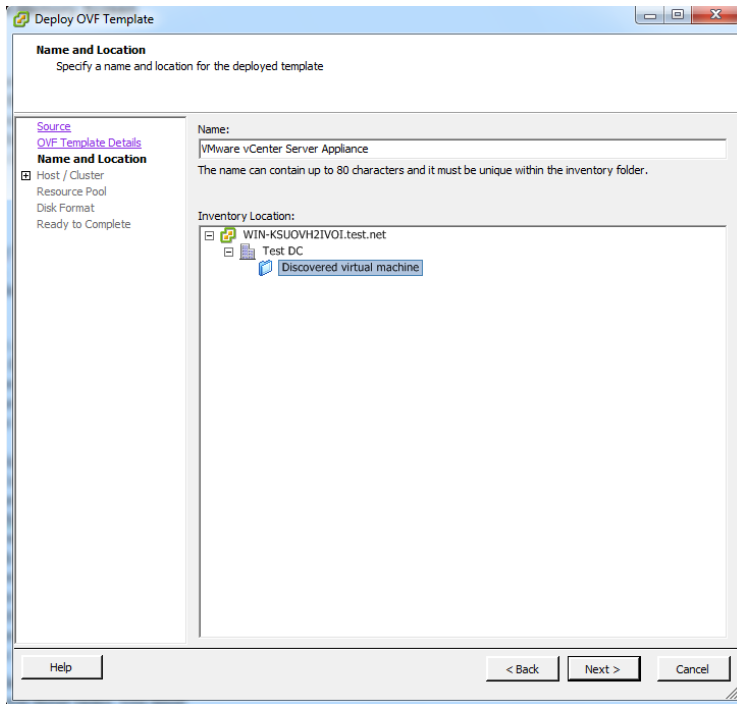 Deploy OVF Template
Name and Location
Specify a name and location for the deployed template
Source
OVF Template Details
Name and Location
Host / Cluster
Resource Pool
Disk Format
Ready to Complete
Name:
VMware vCenter Server Appliance
The name can contain up to 80 characters and it must be unique within the inventory folder.
Inventory Location:
WIN-KSUOVH2IVOI.test.net
Test DC
Discovered virtual machine
Help
< Back
Next >
Cancel